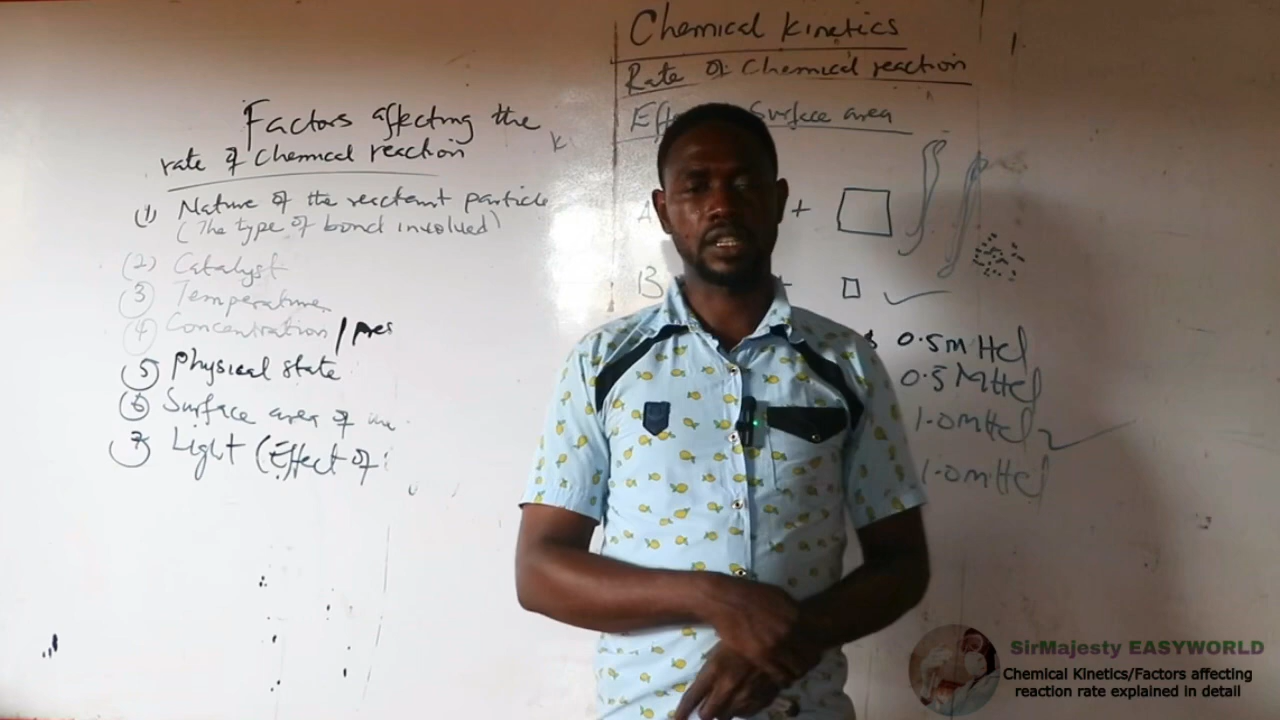 Factors affecting the
rate of Chemical reaction
(1) Nature of the reactant particle
(The type of bond involved)
(2) Catalyst
(3) Temperature
(4) Concentration / pres
(5) Physical state
(6) Surface area of
(7) Light (Effect of
Chemical Kinetics
Rate of Chemical reaction
Surface area
A +
B
0.5M HCl
0.5M HCl
1.0M HCl
1.0M HCl
SirMajesty EASYWORLD
Chemical Kinetics/Factors affecting
reaction rate explained in detail